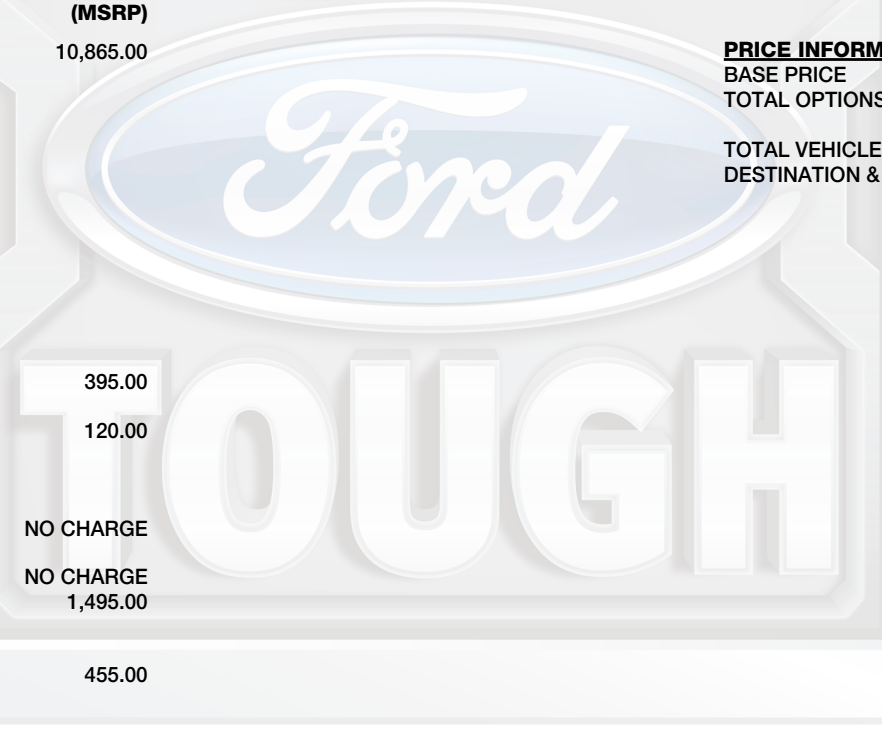 (MSRP)
10,865.00
395.00
120.00
NO CHARGE
NO CHARGE
1,495.00
455.00
PRICE INFORM
BASE PRICE
TOTAL OPTIONS
TOTAL VEHICLE
DESTINATION &
Ford
TOUGH